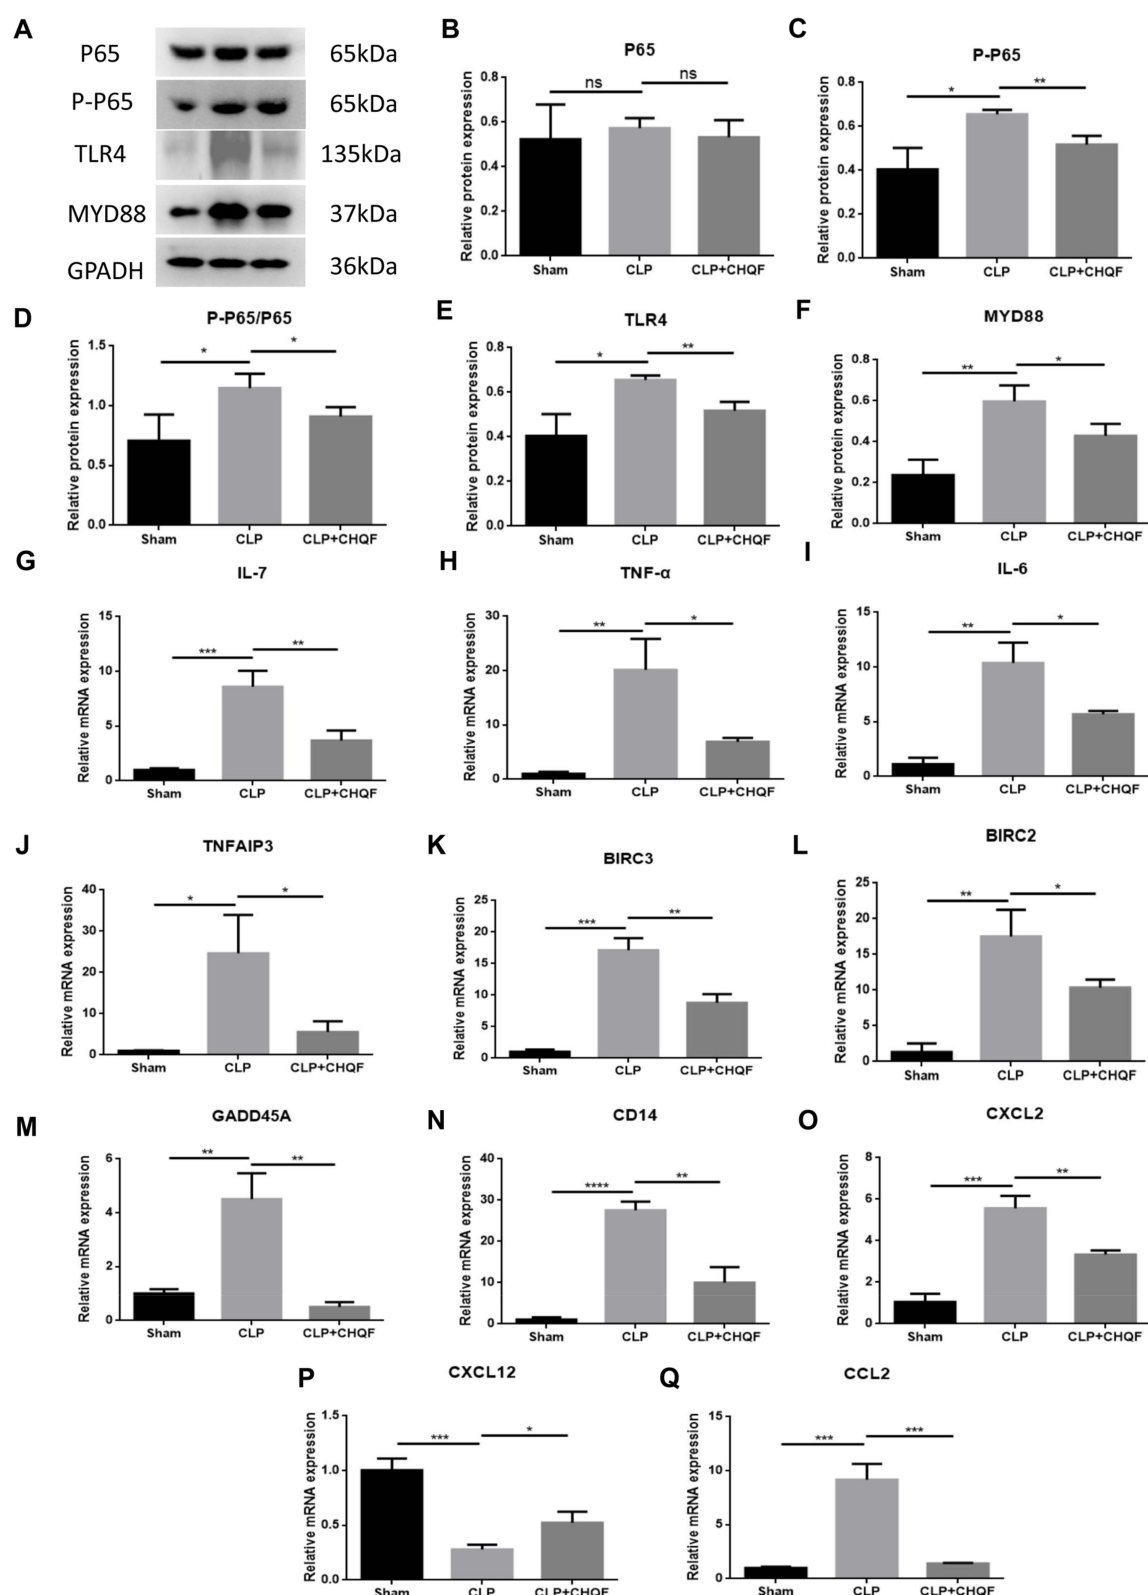 A
P65 65kDa
P-P65 65kDa
TLR4 135kDa
MYD88 37kDa
GPADH 36kDa
B
P65
Relative protein expression
0.8
0.6
0.4
0.2
0.0
ns ns
Sham CLP CLP+CHQF
C
P-P65
Relative protein expression
0.8
0.6
0.4
0.2
0.0
* **
Sham CLP CLP+CHQF
D
P-P65/P65
Relative protein expression
1.5
1.0
0.5
0.0
* *
Sham CLP CLP+CHQF
E
TLR4
Relative protein expression
0.8
0.6
0.4
0.2
0.0
* **
Sham CLP CLP+CHQF
F
MYD88
Relative protein expression
0.8
0.6
0.4
0.2
0.0
** *
Sham CLP CLP+CHQF
G
IL-7
Relative mRNA expression
15
10
5
0
*** **
Sham CLP CLP+CHQF
H
TNF-α
Relative mRNA expression
30
20
10
0
** *
Sham CLP CLP+CHQF
I
IL-6
Relative mRNA expression
15
10
5
0
** *
Sham CLP CLP+CHQF
J
TNFAIP3
Relative mRNA expression
40
30
20
10
0
* *
Sham CLP CLP+CHQF
K
BIRC3
Relative mRNA expression
25
20
15
10
5
0
*** **
Sham CLP CLP+CHQF
L
BIRC2
Relative mRNA expression
25
20
15
10
5
0
** *
Sham CLP CLP+CHQF
M
GADD45A
Relative mRNA expression
6
4
2
0
** **
Sham CLP CLP+CHQF
N
CD14
Relative mRNA expression
40
30
20
10
0
**** **
Sham CLP CLP+CHQF
O
CXCL2
Relative mRNA expression
8
6
4
2
0
*** **
Sham CLP CLP+CHQF
P
CXCL12
Relative mRNA expression
1.5
1.0
0.5
0.0
*** *
Sham CLP CLP+CHQF
Q
CCL2
Relative mRNA expression
15
10
5
0
*** ***
Sham CLP CLP+CHQF